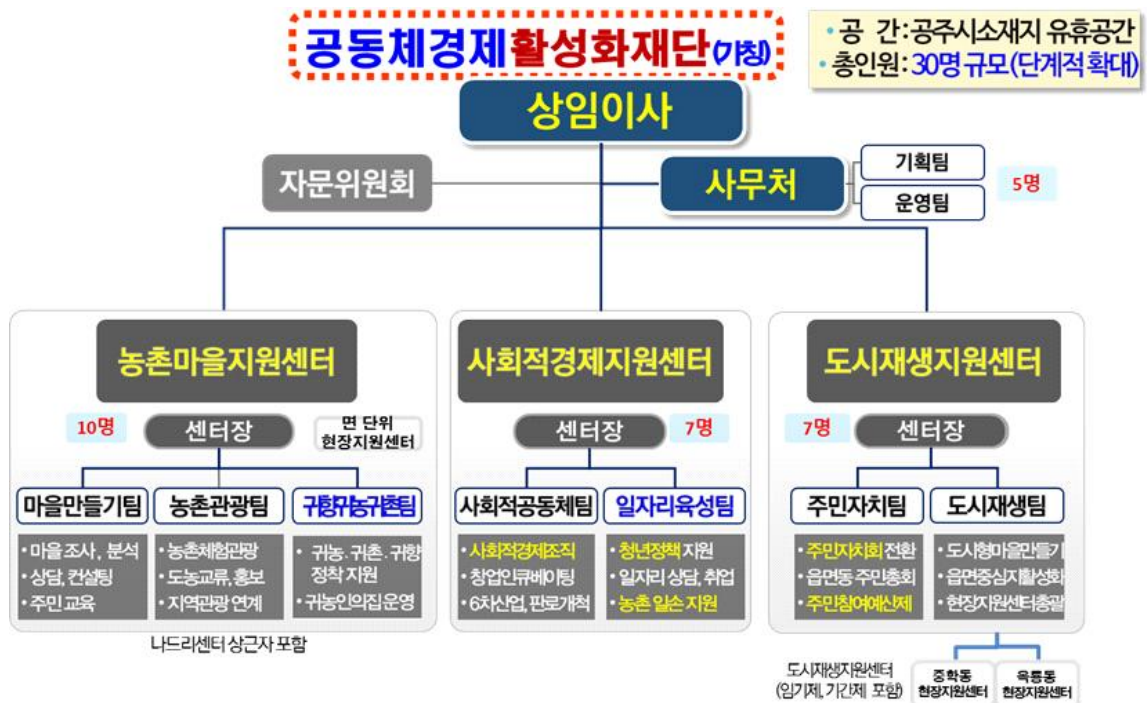 공동체경제활성화재단(가칭)
• 공 간:공주시소재지 유휴공간
• 총인원:30명 규모(단계적 확대)
상임이사
자문위원회
사무처
기획팀
운영팀
5명
농촌마을지원센터
10명
센터장
면 단위
현장지원센터
마을만들기팀
• 마을 조사, 분석
• 상담, 컨설팅
• 주민 교육
농촌관광팀
• 농촌체험관광
• 도농교류, 홍보
• 지역관광 연계
귀향귀농귀촌팀
• 귀농.귀촌.귀향
정착 지원
• 귀농인의집 운영
나드리센터 상근자 포함
사회적경제지원센터
센터장
7명
사회적공동체팀
• 사회적경제조직
• 창업인큐베이팅
• 6차산업, 판로개척
일자리육성팀
• 청년정책 지원
• 일자리 상담, 취업
• 농촌 일손 지원
도시재생지원센터
7명
센터장
주민자치팀
• 주민자치회 전환
• 읍면동 주민총회
• 주민참여예산제
도시재생팀
• 도시형마을만들기
• 읍면중심지활성화
• 현장지원센터총괄
도시재생지원센터
(임기제, 기간제 포함)
중학동
현장지원센터
옥룡동
현장지원센터